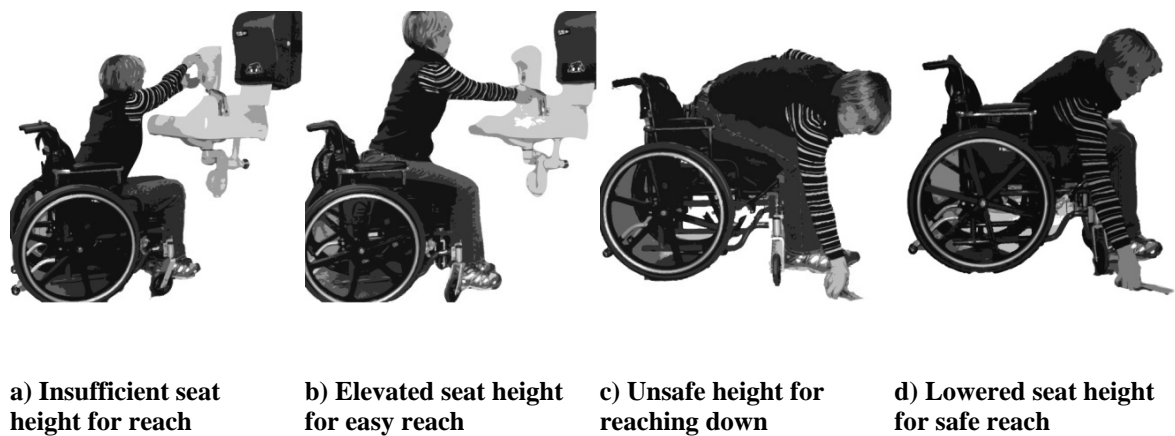 a) Insufficient seat
height for reach
b) Elevated seat height
for easy reach
c) Unsafe height for
reaching down
d) Lowered seat height
for safe reach